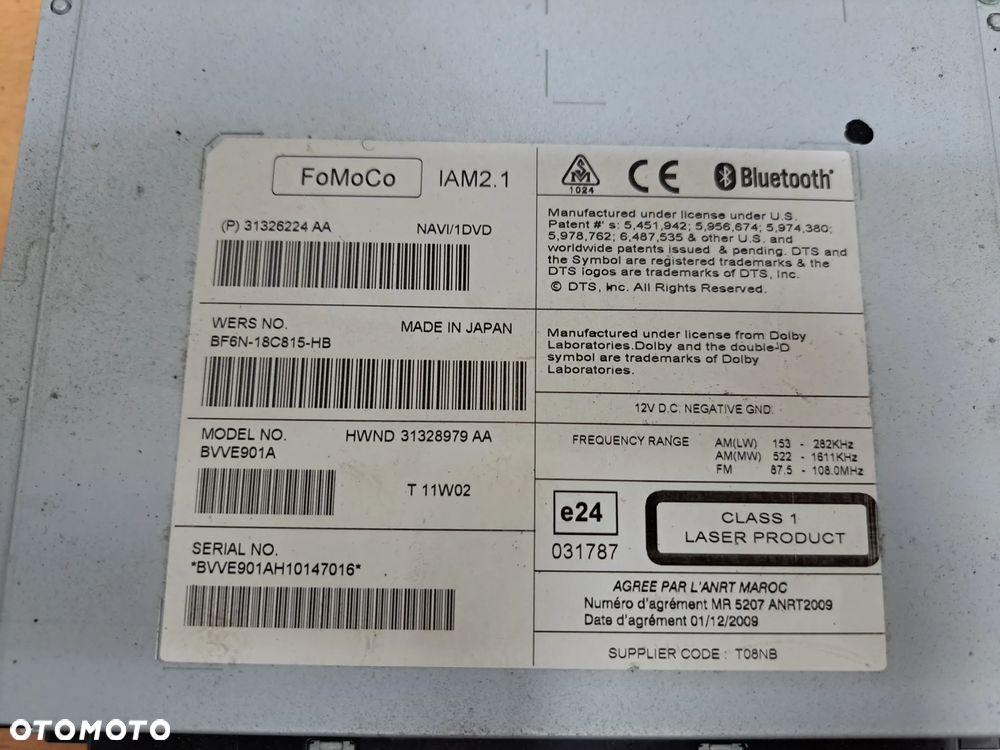 FoMoCo IAM2.1
(P) 31326224 AA NAVI/1DVD
WERS NO. MADE IN JAPAN
BF6N-18C815-HB
MODEL NO. HWND 31328979 AA
BVVE901A
T 11W02
SERIAL NO.
*BVVE901AH10147016*
SM
1024
CE
Bluetooth®
Manufactured under license under U.S.
Patent #' s: 5,451,942; 5,956,674; 5,974,380;
5,978,762; 6,487,535 & other U.S. and
worldwide patents issued & pending. DTS and
the Symbol are registered trademarks & the
DTS logos are trademarks of DTS, Inc.
© DTS, Inc. All Rights Reserved.
Manufactured under license from Dolby
Laboratories.Dolby and the double-D
symbol are trademarks of Dolby
Laboratories.
12V D.C. NEGATIVE GND.
FREQUENCY RANGE AM(LW) 153 - 282KHz
AM(MW) 522 - 1611KHz
FM 87.5 - 108.0MHz
e24
031787
CLASS 1
LASER PRODUCT
AGREE PAR L'ANRT MAROC
Numéro d'agrément MR 5207 ANRT2009
Date d'agrément 01/12/2009
SUPPLIER CODE : T08NB
OTOMOTO